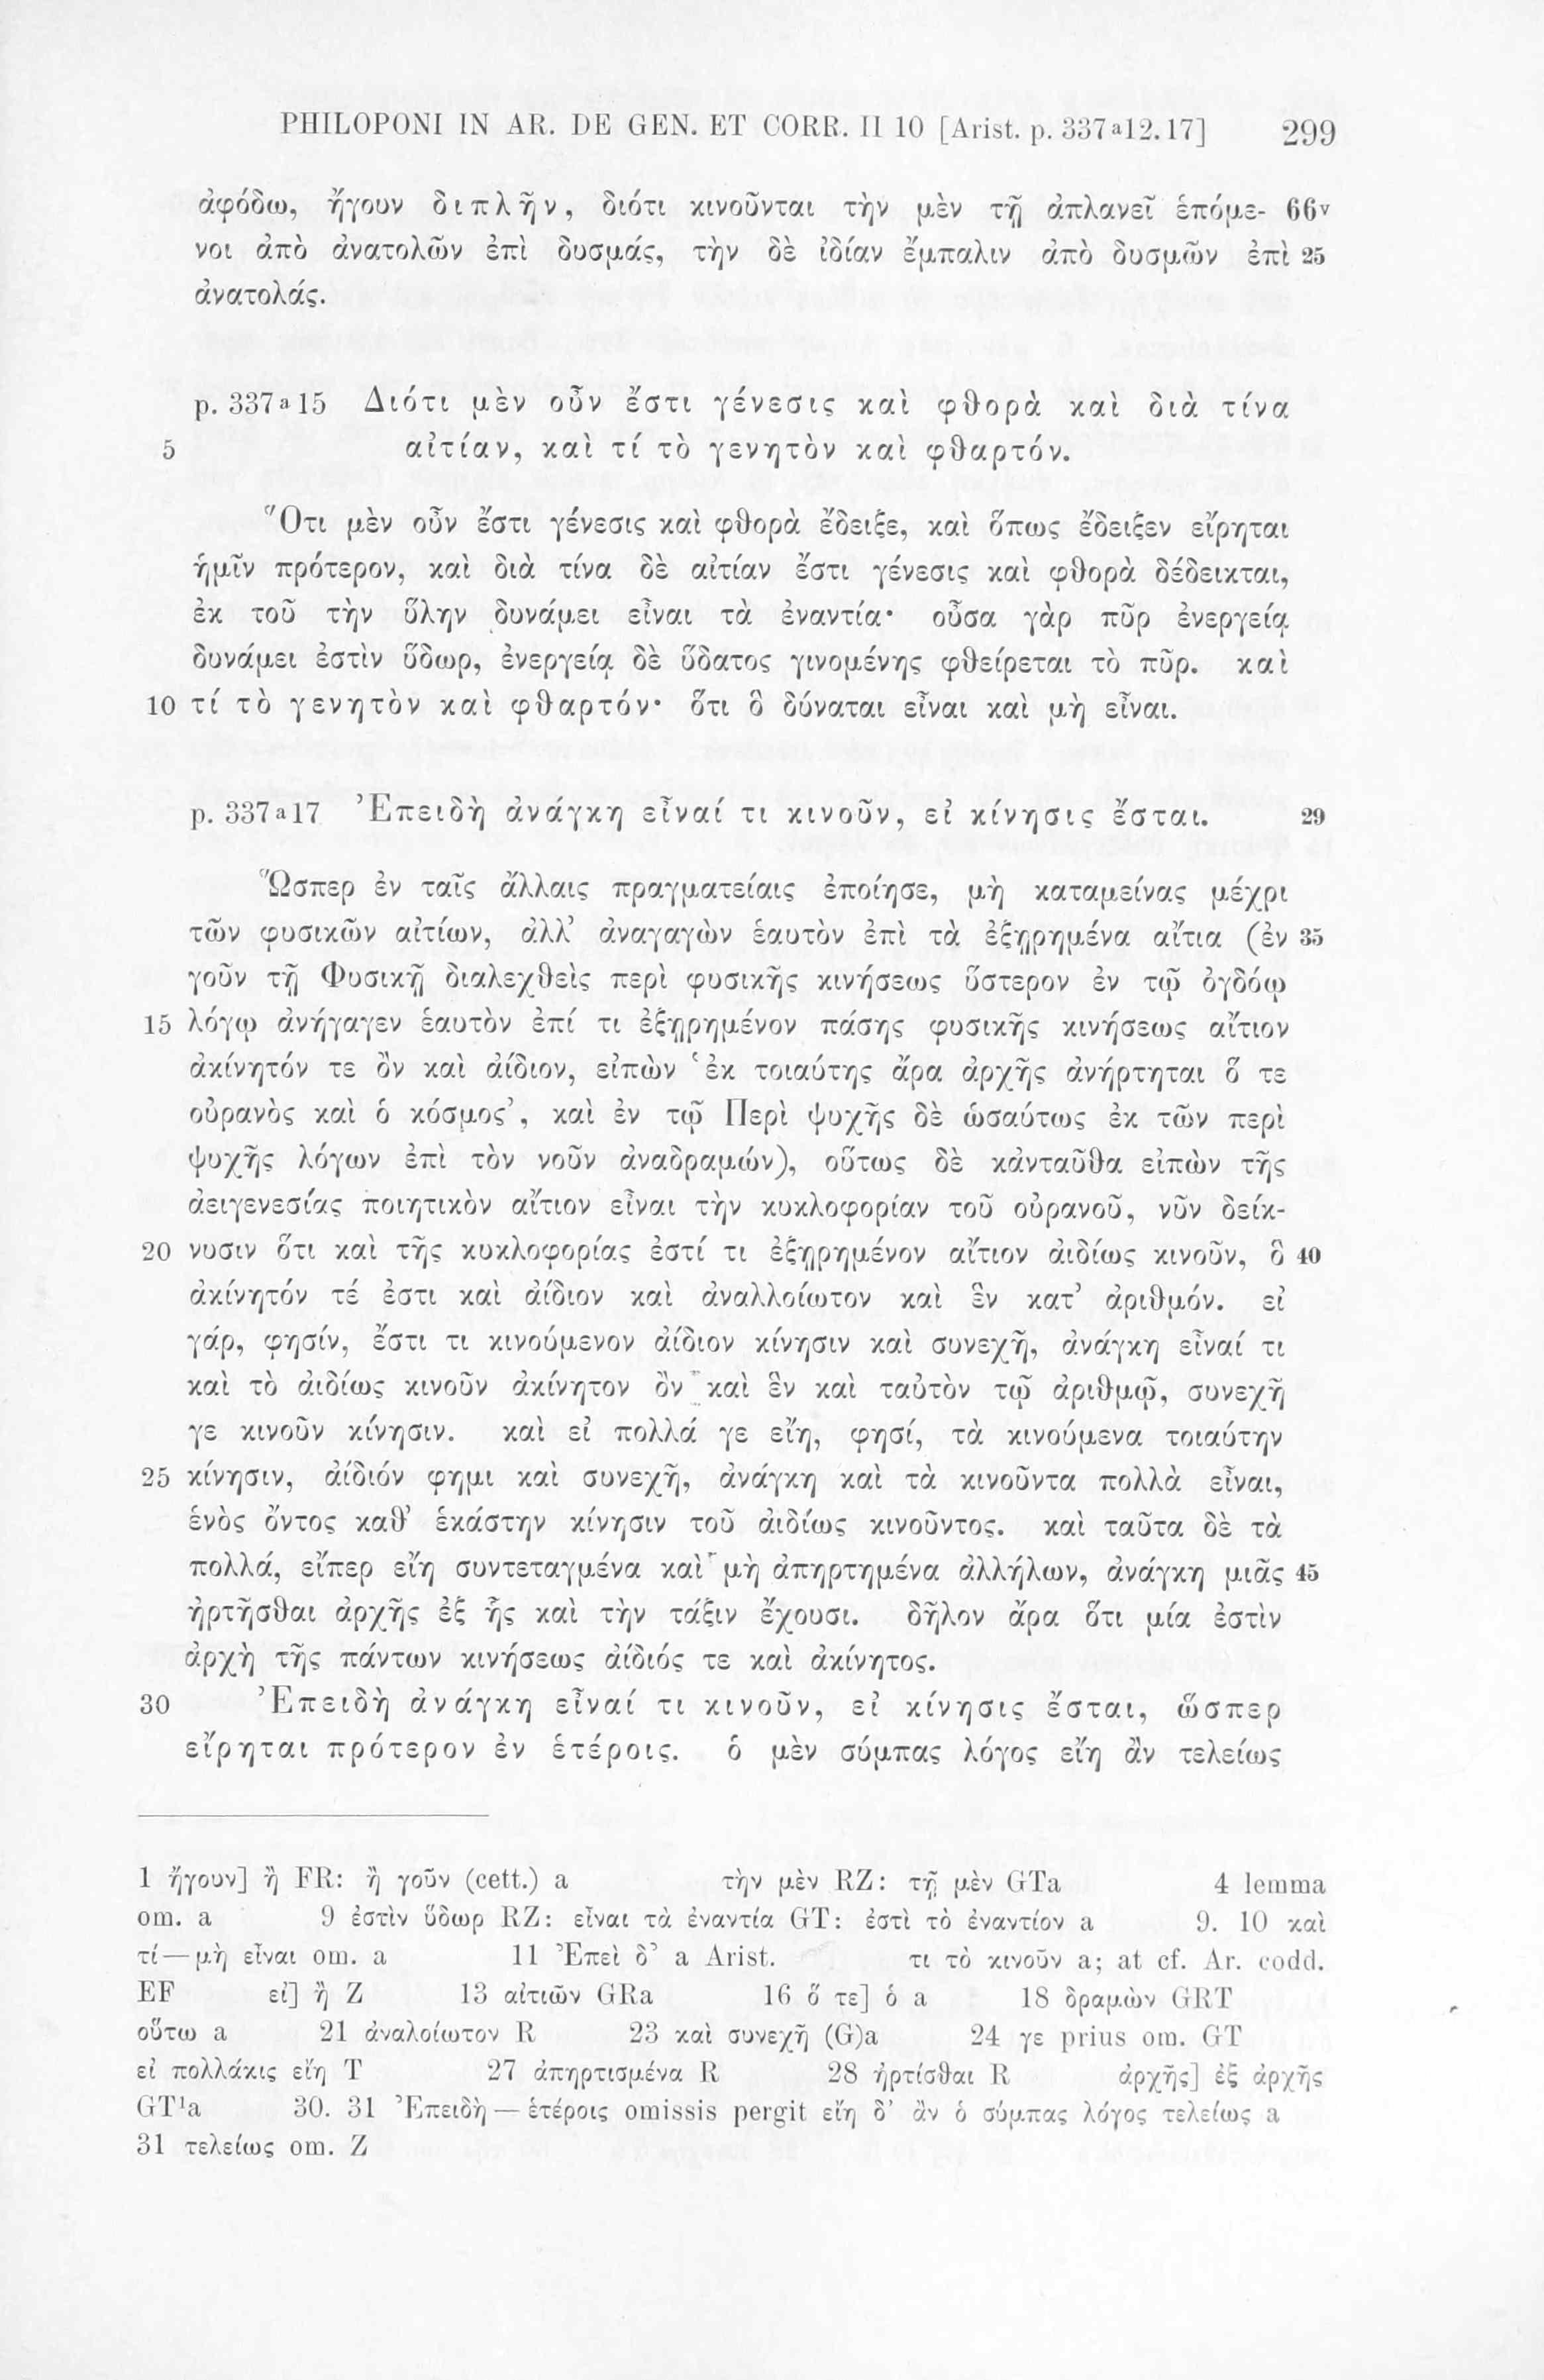 PHILOPONI IN AR. DE GEN. ET CORR. II 10 [Arist. p. 337ᵃ12.17] 299
ἀφόδω, ἤγουν διπλῆν, διότι κινοῦνται τὴν μὲν τῇ ἀπλανεῖ ἑπόμε- 66ᵛ
νοι ἀπὸ ἀνατολῶν ἐπὶ δυσμάς, τὴν δὲ ἰδίαν ἔμπαλιν ἀπὸ δυσμῶν ἐπὶ 25
ἀνατολάς.
p. 337ᵃ15 Διότι μὲν οὖν ἔστι γένεσις καὶ φθορὰ καὶ διὰ τίνα
5 αἰτίαν, καὶ τί τὸ γενητὸν καὶ φθαρτόν.
Ὅτι μὲν οὖν ἔστι γένεσις καὶ φθορὰ ἔδειξε, καὶ ὅπως ἔδειξεν εἴρηται
ἡμῖν πρότερον, καὶ διὰ τίνα δὲ αἰτίαν ἔστι γένεσις καὶ φθορὰ δέδεικται,
ἐκ τοῦ τὴν ὕλην δυνάμει εἶναι τὰ ἐναντία· οὖσα γὰρ πῦρ ἐνεργείᾳ
δυνάμει ἐστὶν ὕδωρ, ἐνεργείᾳ δὲ ὕδατος γινομένης φθείρεται τὸ πῦρ. καὶ
10 τί τὸ γενητὸν καὶ φθαρτόν· ὅτι ὃ δύναται εἶναι καὶ μὴ εἶναι.
p. 337ᵃ17 Ἐπειδὴ ἀνάγκη εἶναί τι κινοῦν, εἰ κίνησις ἔσται. 29
Ὥσπερ ἐν ταῖς ἄλλαις πραγματείαις ἐποίησε, μὴ καταμείνας μέχρι
τῶν φυσικῶν αἰτίων, ἀλλ’ ἀναγαγὼν ἑαυτὸν ἐπὶ τὰ ἐξῃρημένα αἴτια (ἐν 35
γοῦν τῇ Φυσικῇ διαλεχθεὶς περὶ φυσικῆς κινήσεως ὕστερον ἐν τῷ ὀγδόῳ
15 λόγῳ ἀνήγαγεν ἑαυτὸν ἐπί τι ἐξῃρημένον πάσης φυσικῆς κινήσεως αἴτιον
ἀκίνητόν τε ὂν καὶ ἀίδιον, εἰπὼν ‘ἐκ τοιαύτης ἄρα ἀρχῆς ἀνήρτηται ὅ τε
οὐρανὸς καὶ ὁ κόσμος’, καὶ ἐν τῷ Περὶ ψυχῆς δὲ ὡσαύτως ἐκ τῶν περὶ
ψυχῆς λόγων ἐπὶ τὸν νοῦν ἀναδραμών), οὕτως δὲ κἀνταῦθα εἰπὼν τῆς
ἀειγενεσίας ποιητικὸν αἴτιον εἶναι τὴν κυκλοφορίαν τοῦ οὐρανοῦ, νῦν δείκ-
20 νυσιν ὅτι καὶ τῆς κυκλοφορίας ἐστί τι ἐξῃρημένον αἴτιον ἀιδίως κινοῦν, ὃ 40
ἀκίνητόν τέ ἐστι καὶ ἀίδιον καὶ ἀναλλοίωτον καὶ ἓν κατ’ ἀριθμόν. εἰ
γάρ, φησίν, ἔστι τι κινούμενον ἀίδιον κίνησιν καὶ συνεχῆ, ἀνάγκη εἶναί τι
καὶ τὸ ἀιδίως κινοῦν ἀκίνητον ὂν καὶ ἓν καὶ ταὐτὸν τῷ ἀριθμῷ, συνεχῆ
γε κινοῦν κίνησιν. καὶ εἰ πολλά γε εἴη, φησί, τὰ κινούμενα τοιαύτην
25 κίνησιν, ἀίδιόν φημι καὶ συνεχῆ, ἀνάγκη καὶ τὰ κινοῦντα πολλὰ εἶναι,
ἑνὸς ὄντος καθ’ ἑκάστην κίνησιν τοῦ ἀιδίως κινοῦντος. καὶ ταῦτα δὲ τὰ
πολλά, εἴπερ εἴη συντεταγμένα καὶ μὴ ἀπηρτημένα ἀλλήλων, ἀνάγκη μιᾶς 45
ἠρτῆσθαι ἀρχῆς ἐξ ἧς καὶ τὴν τάξιν ἔχουσι. δῆλον ἄρα ὅτι μία ἐστὶν
ἀρχὴ τῆς πάντων κινήσεως ἀίδιός τε καὶ ἀκίνητος.
30 Ἐπειδὴ ἀνάγκη εἶναί τι κινοῦν, εἰ κίνησις ἔσται, ὥσπερ
εἴρηται πρότερον ἐν ἑτέροις. ὁ μὲν σύμπας λόγος εἴη ἂν τελείως
1 ἤγουν] ἢ FR: ἢ γοῦν (cett.) a τὴν μὲν RZ: τῇ μὲν GTa 4 lemma
om. a 9 ἐστὶν ὕδωρ RZ: εἶναι τὰ ἐναντία GT: ἐστὶ τὸ ἐναντίον a 9. 10 καὶ
τί—μὴ εἶναι om. a 11 Ἐπεὶ δ’ a Arist. τι τὸ κινοῦν a; at cf. Ar. codd.
EF εἰ] ἢ Z 13 αἰτιῶν GRa 16 ὅ τε] ὁ a 18 δραμὼν GRT
οὕτω a 21 ἀναλοίωτον R 23 καὶ συνεχῆ (G)a 24 γε prius om. GT
εἰ πολλάκις εἴη T 27 ἀπηρτισμένα R 28 ἠρτίσθαι R ἀρχῆς] ἐξ ἀρχῆς
GT¹a 30. 31 Ἐπειδὴ — ἑτέροις omissis pergit εἴη δ’ ἂν ὁ σύμπας λόγος τελείως a
31 τελείως om. Z